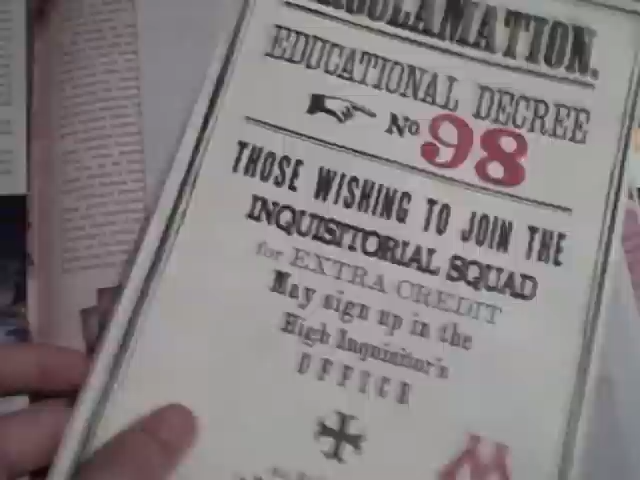 PROCLAMATION.
EDUCATIONAL DECREE
No 98
THOSE WISHING TO JOIN THE
INQUISITORIAL SQUAD
for EXTRA CREDIT
May sign up in the
High Inquisitor's
OFFICE